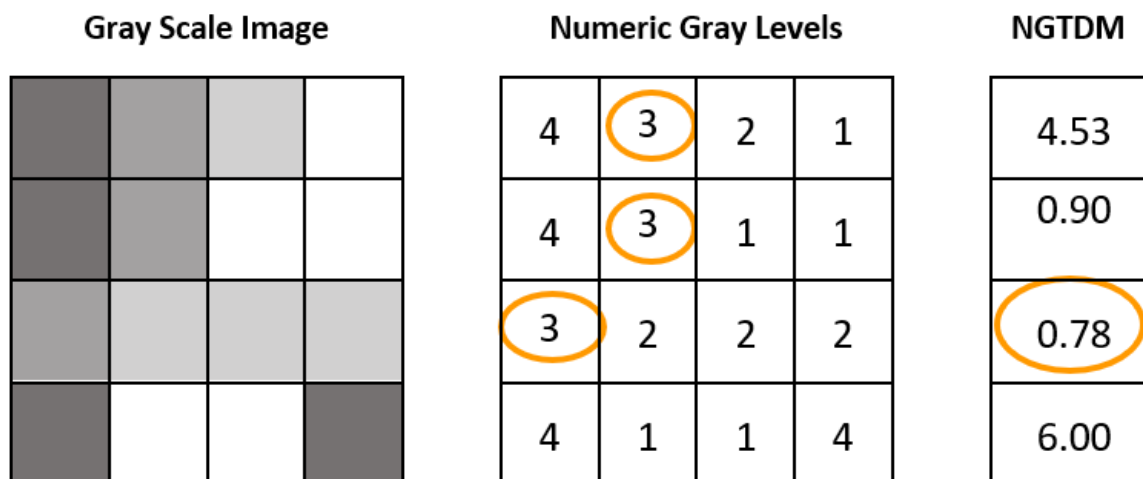 Gray Scale Image Numeric Gray Levels NGTDM
4 3 2 1 4.53
4 3 1 1 0.90
3 2 2 2 0.78
4 1 1 4 6.00